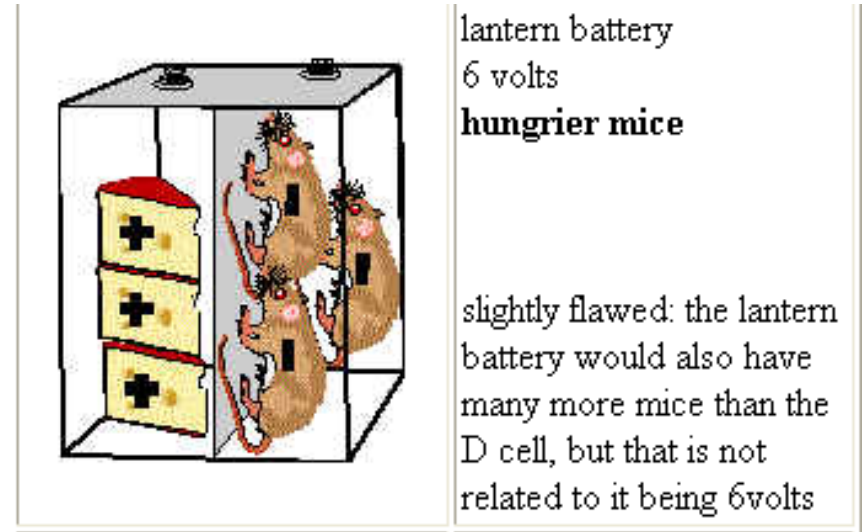 lantern battery
6 volts
hungrier mice
slightly flawed: the lantern
battery would also have
many more mice than the
D cell, but that is not
related to it being 6volts